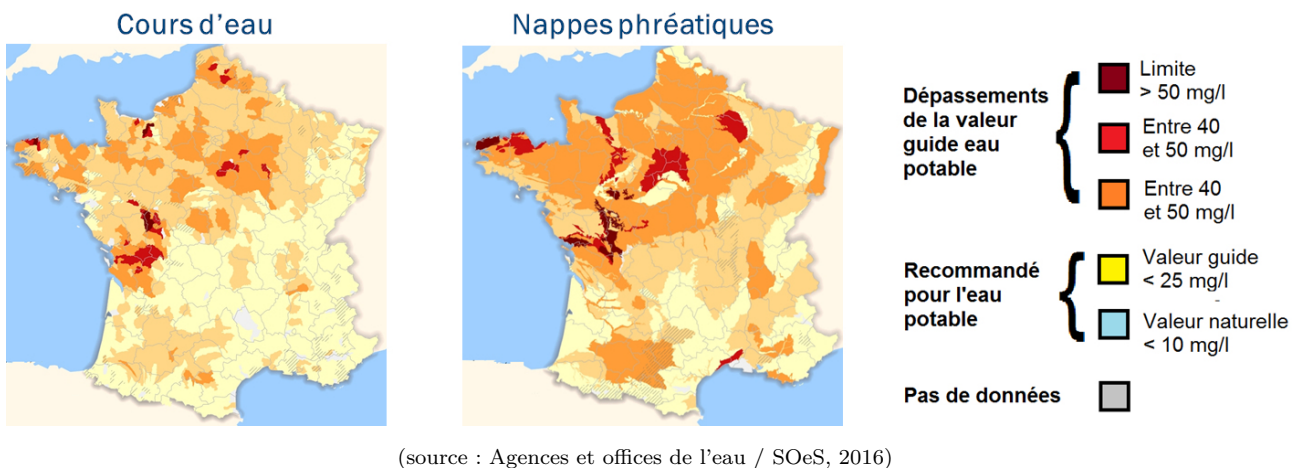 Cours d'eau
Nappes phréatiques
Dépassements
de la valeur
guide eau
potable
Limite
> 50 mg/l
Entre 40
et 50 mg/l
Entre 40
et 50 mg/l
Recommandé
pour l'eau
potable
Valeur guide
< 25 mg/l
Valeur naturelle
< 10 mg/l
Pas de données
(source : Agences et offices de l'eau / SOeS, 2016)